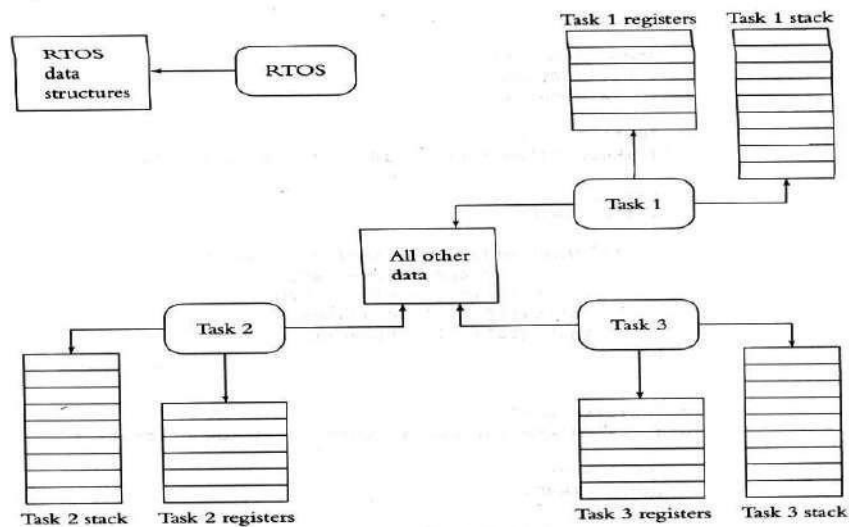 Task 1 registers
Task 1 stack
RTOS
data
structures
RTOS
Task 1
All other
data
Task 2
Task 3
Task 2 stack
Task 2 registers
Task 3 registers
Task 3 stack